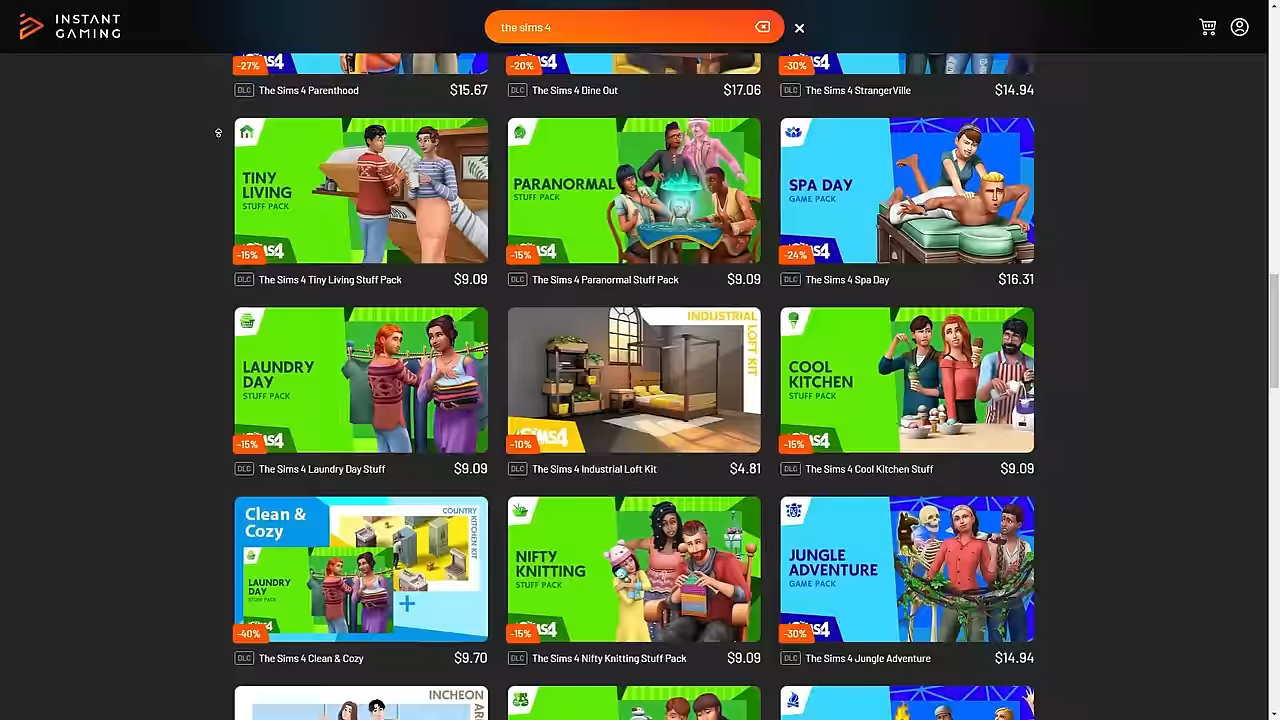 INSTANT
GAMING
the sims 4
-27%
-20%
-30%
DLC The Sims 4 Parenthood $15.67
DLC The Sims 4 Dine Out $17.06
DLC The Sims 4 StrangerVille $14.94
TINY
LIVING
STUFF PACK
-15%
PARANORMAL
STUFF PACK
-15%
SPA DAY
GAME PACK
-24%
DLC The Sims 4 Tiny Living Stuff Pack $9.09
DLC The Sims 4 Paranormal Stuff Pack $9.09
DLC The Sims 4 Spa Day $16.31
LAUNDRY
DAY
STUFF PACK
-15%
INDUSTRIAL
LOFT KIT
SiMS4
-10%
COOL
KITCHEN
STUFF PACK
-15%
DLC The Sims 4 Laundry Day Stuff $9.09
DLC The Sims 4 Industrial Loft Kit $4.81
DLC The Sims 4 Cool Kitchen Stuff $9.09
Clean &
Cozy
COUNTRY
KITCHEN KIT
LAUNDRY
DAY
STUFF PACK
-40%
NIFTY
KNITTING
STUFF PACK
-15%
JUNGLE
ADVENTURE
GAME PACK
-30%
DLC The Sims 4 Clean & Cozy $9.70
DLC The Sims 4 Nifty Knitting Stuff Pack $9.09
DLC The Sims 4 Jungle Adventure $14.94
INCHEON